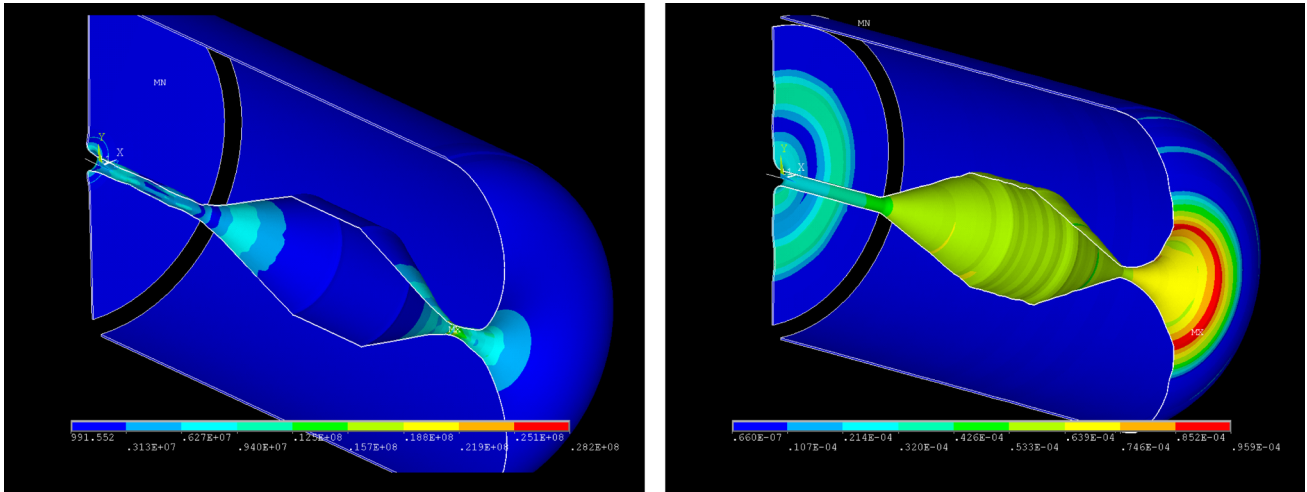 MN
Y
X
MX
991.552 .627E+07 .125E+08 .188E+08 .251E+08
.313E+07 .940E+07 .157E+08 .219E+08 .282E+08
MN
Y
X
MX
.660E-07 .214E-04 .426E-04 .639E-04 .852E-04
.107E-04 .320E-04 .533E-04 .746E-04 .959E-04